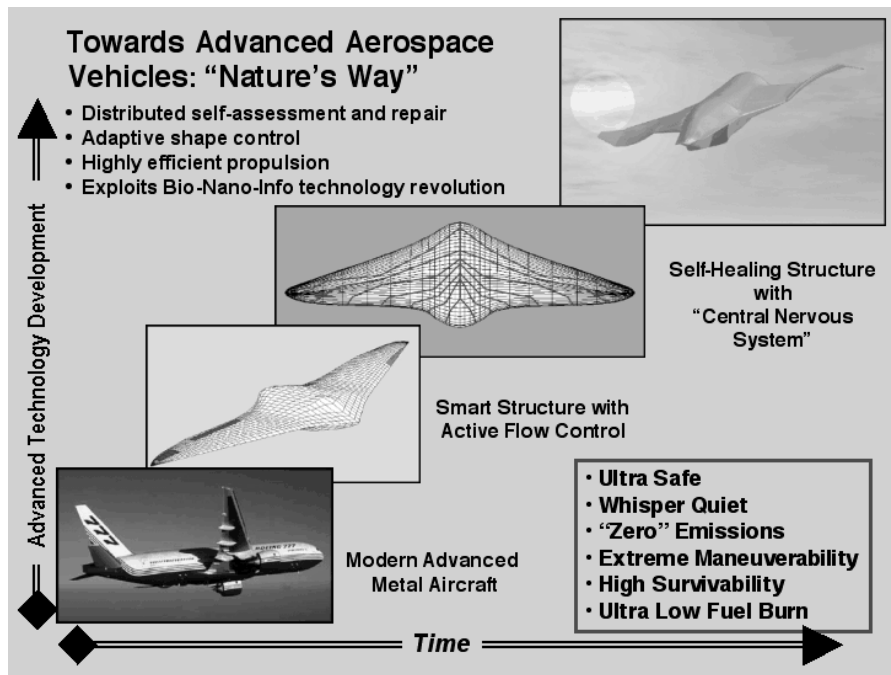 Towards Advanced Aerospace
Vehicles: “Nature’s Way”
• Distributed self-assessment and repair
• Adaptive shape control
• Highly efficient propulsion
• Exploits Bio-Nano-Info technology revolution
Advanced Technology Development
Self-Healing Structure
with
“Central Nervous
System”
Smart Structure with
Active Flow Control
777
BOEING 777
Modern Advanced
Metal Aircraft
• Ultra Safe
• Whisper Quiet
• “Zero” Emissions
• Extreme Maneuverability
• High Survivability
• Ultra Low Fuel Burn
Time